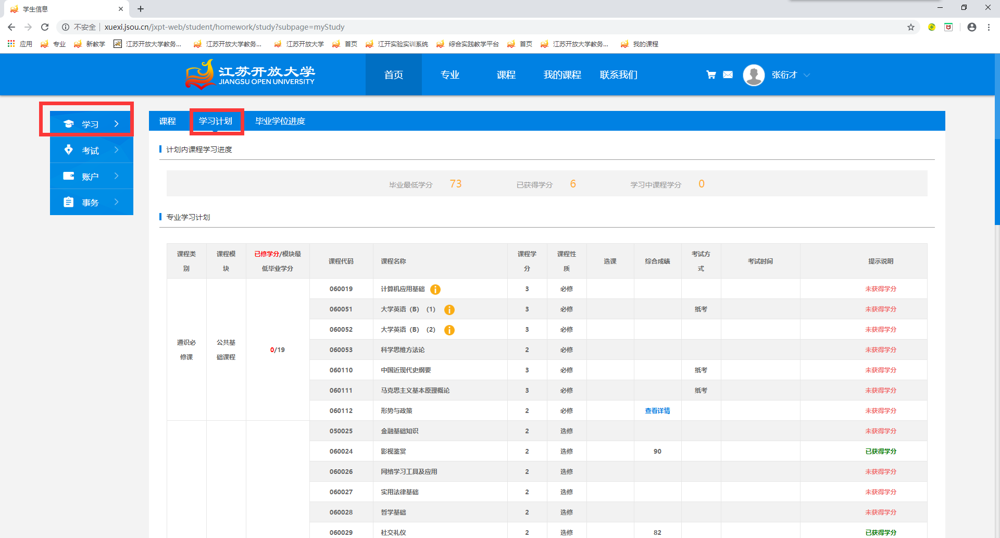 学生信息
不安全 xuexi.jsou.cn/jxpt-web/student/homework/study?subpage=myStudy
应用 专业 新教学 江苏开放大学教务... 江苏开放大学教务... 江苏开放大学 首页 江开实验实训系统 综合实践教学平台 首页 江苏开放大学教务... 我的课程
江苏开放大学
JIANGSU OPEN UNIVERSITY
首页 专业 课程 我的课程 联系我们 张衍才
学习
考试
账户
事务
课程 学习计划 毕业学位进度
计划内课程学习进度
毕业最低学分 73 已获得学分 6 学习中课程学分 0
专业学习计划
课程类别 课程模块 已修学分/模块最低毕业学分 课程代码 课程名称 课程学分 课程性质 选课 综合成绩 考试方式 考试时间 提示说明
通识必修课 公共基础课程 0/19
060019 计算机应用基础 3 必修 未获得学分
060051 大学英语（B）（1） 3 必修 纸考 未获得学分
060052 大学英语（B）（2） 3 必修 未获得学分
060053 科学思维方法论 2 必修 未获得学分
060110 中国近现代史纲要 3 必修 纸考 未获得学分
060111 马克思主义基本原理概论 3 必修 纸考 未获得学分
060112 形势与政策 2 必修 查看详情 未获得学分
050025 金融基础知识 2 选修 未获得学分
060024 影视鉴赏 2 选修 90 已获得学分
060026 网络学习工具及应用 2 选修 未获得学分
060027 实用法律基础 2 选修 未获得学分
060028 哲学基础 2 选修 未获得学分
060029 社交礼仪 2 选修 82 已获得学分